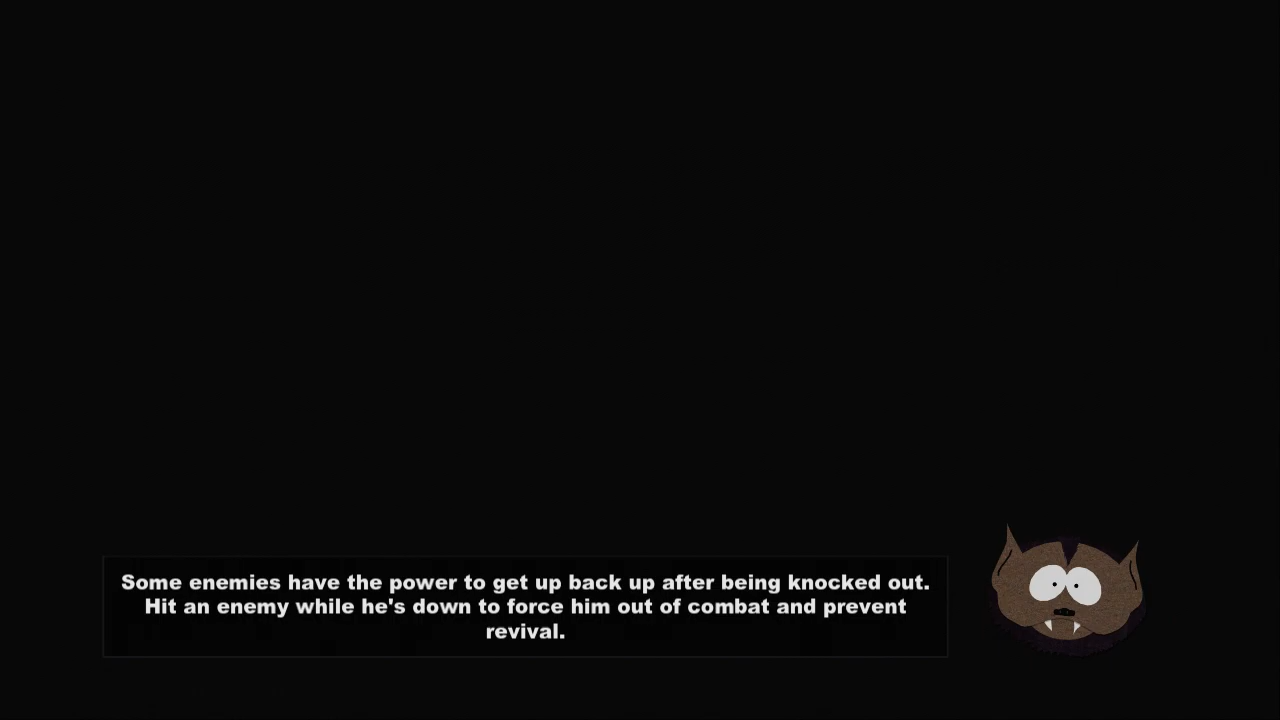 Some enemies have the power to get up back up after being knocked out.
Hit an enemy while he's down to force him out of combat and prevent
revival.